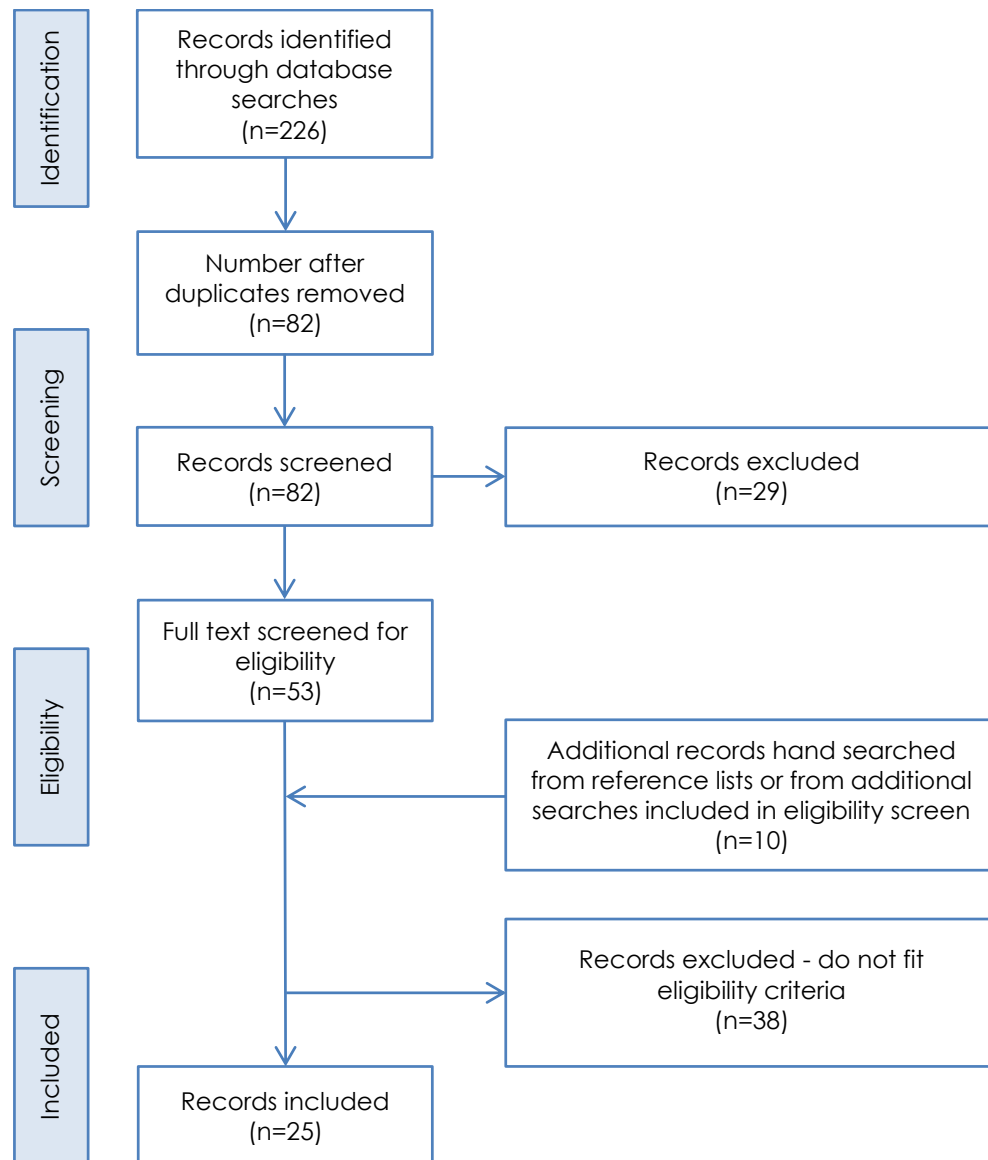 Identification
Records identified
through database
searches
(n=226)
Number after
duplicates removed
(n=82)
Screening
Records screened
(n=82)
Records excluded
(n=29)
Full text screened for
eligibility
(n=53)
Eligibility
Additional records hand searched
from reference lists or from additional
searches included in eligibility screen
(n=10)
Records excluded - do not fit
eligibility criteria
(n=38)
Included
Records included
(n=25)